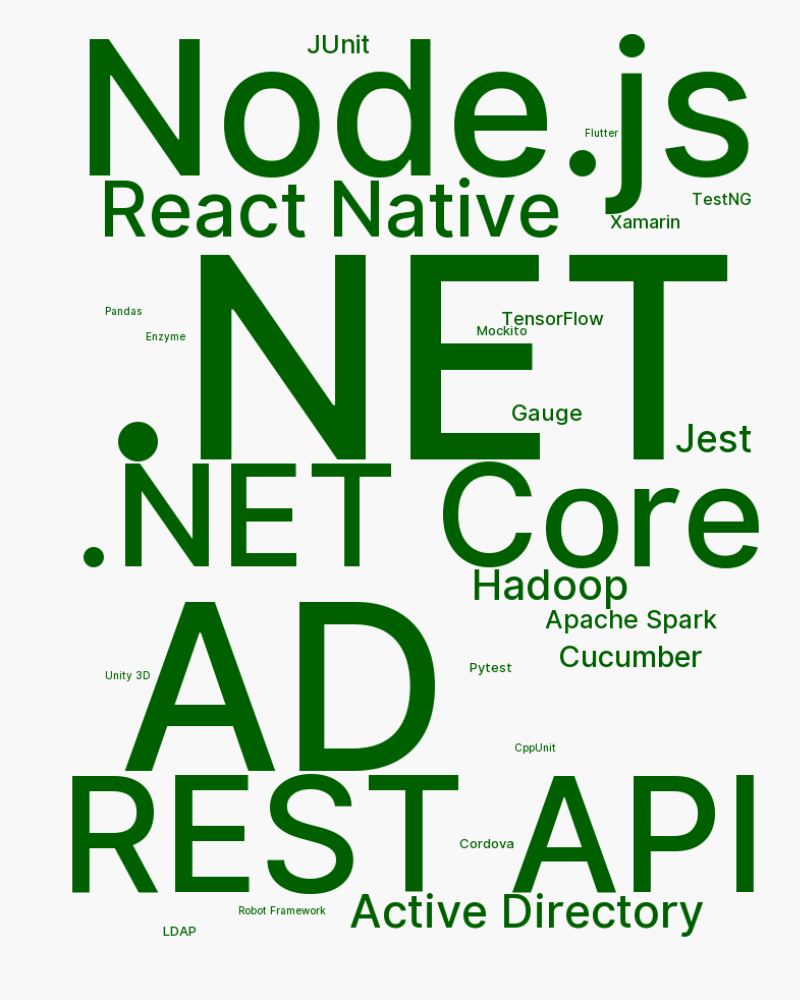 JUnit
Node.js
Flutter
React Native
TestNG
Xamarin
.NET
Pandas
TensorFlow
Mockito
Enzyme
Gauge
Jest
.NET Core
Hadoop
Apache Spark
AD
Cucumber
Pytest
Unity 3D
CppUnit
REST API
Cordova
Robot Framework
Active Directory
LDAP